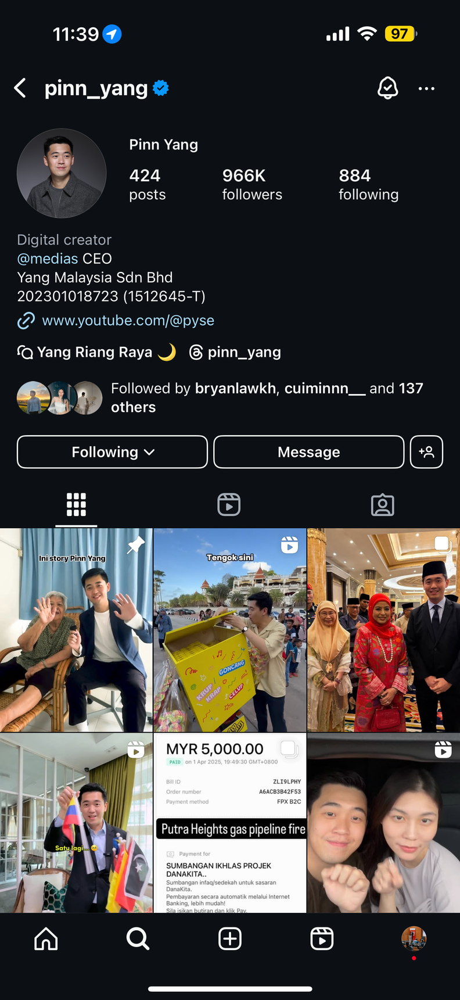 11:39
97
pinn_yang
Pinn Yang
424
posts
966K
followers
884
following
Digital creator
@medias CEO
Yang Malaysia Sdn Bhd
202301018723 (1512645-T)
www.youtube.com/@pyse
Yang Riang Raya 🌙 pinn_yang
Followed by bryanlawkh, cuiminnn__ and 137
others
Following
Message
Ini story Pinn Yang
Tengok sini
GONCANG
KRUP
KRAP
CELUP
Satu lagi... 🥺
MYR 5,000.00
PAID on 1 Apr 2025, 19:49:30 GMT+0800
Bill ID ZLI9LPHY
Order number A6ACB3B42F53
Payment method FPX B2C
Putra Heights gas pipeline fire
Payment for
SUMBANGAN IKHLAS PROJEK
DANAKITA..
Sumbangan infaq/sedekah untuk sasaran
DanaKita.
Pembayaran secara automatik melalui Internet
Banking, lebih mudah!
Sila isikan butiran dan klik Pay.